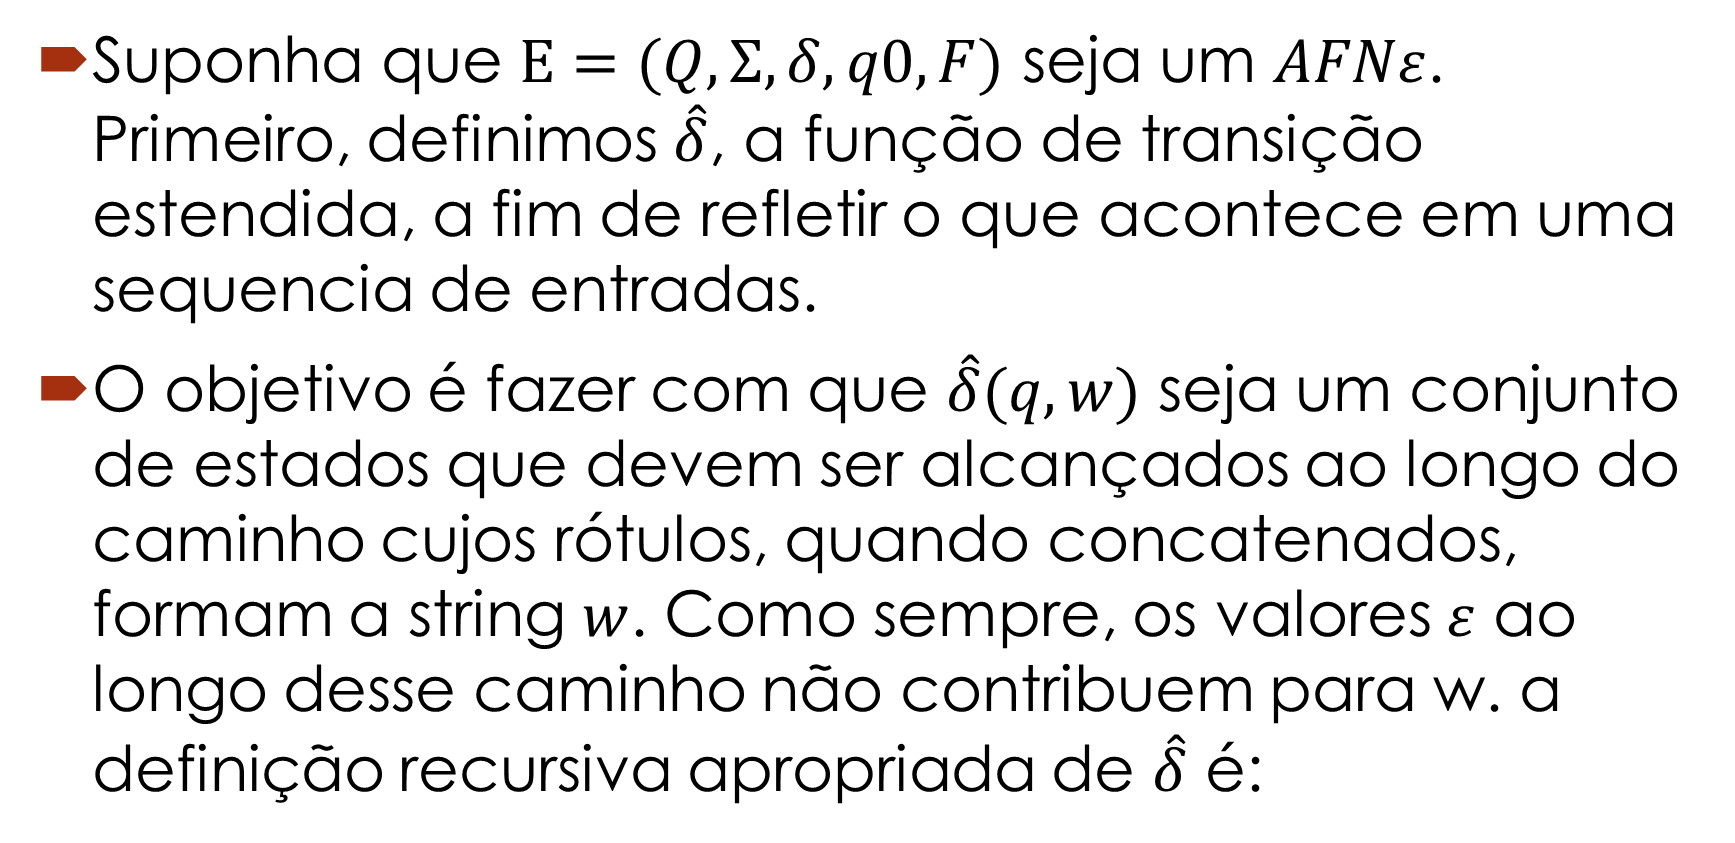 Suponha que E = (Q, Σ, δ, q0, F) seja um AFNε.
Primeiro, definimos δ̂, a função de transição
estendida, a fim de refletir o que acontece em uma
sequencia de entradas.
O objetivo é fazer com que δ̂(q, w) seja um conjunto
de estados que devem ser alcançados ao longo do
caminho cujos rótulos, quando concatenados,
formam a string w. Como sempre, os valores ε ao
longo desse caminho não contribuem para w. a
definição recursiva apropriada de δ̂ é: